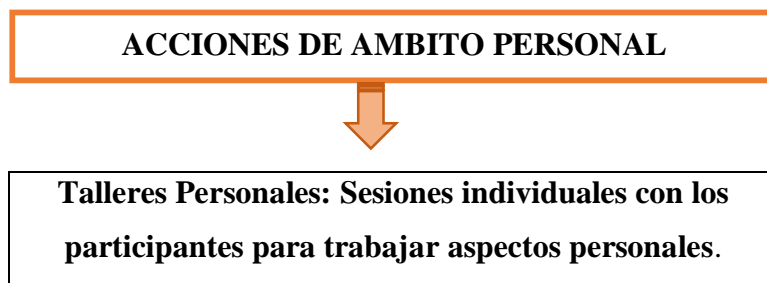 ACCIONES DE AMBITO PERSONAL
Talleres Personales: Sesiones individuales con los
participantes para trabajar aspectos personales.